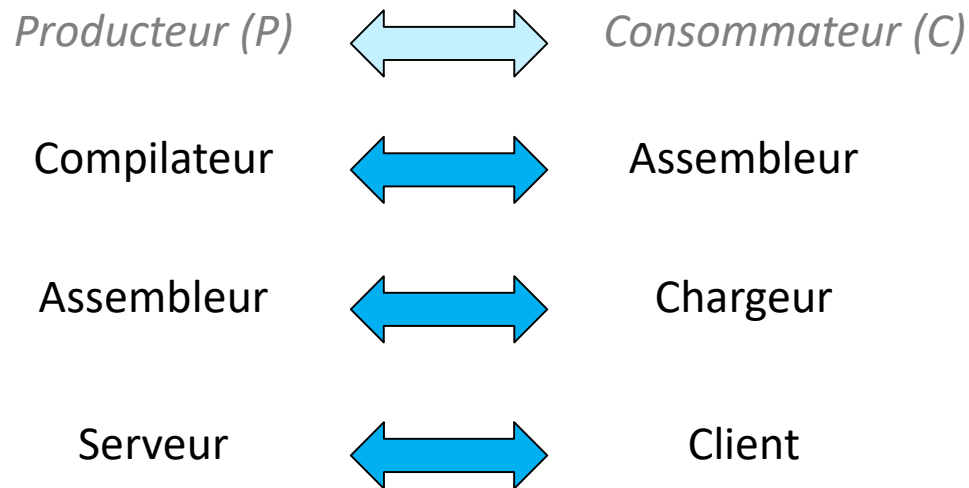 Producteur (P) Consommateur (C)
Compilateur Assembleur
Assembleur Chargeur
Serveur Client